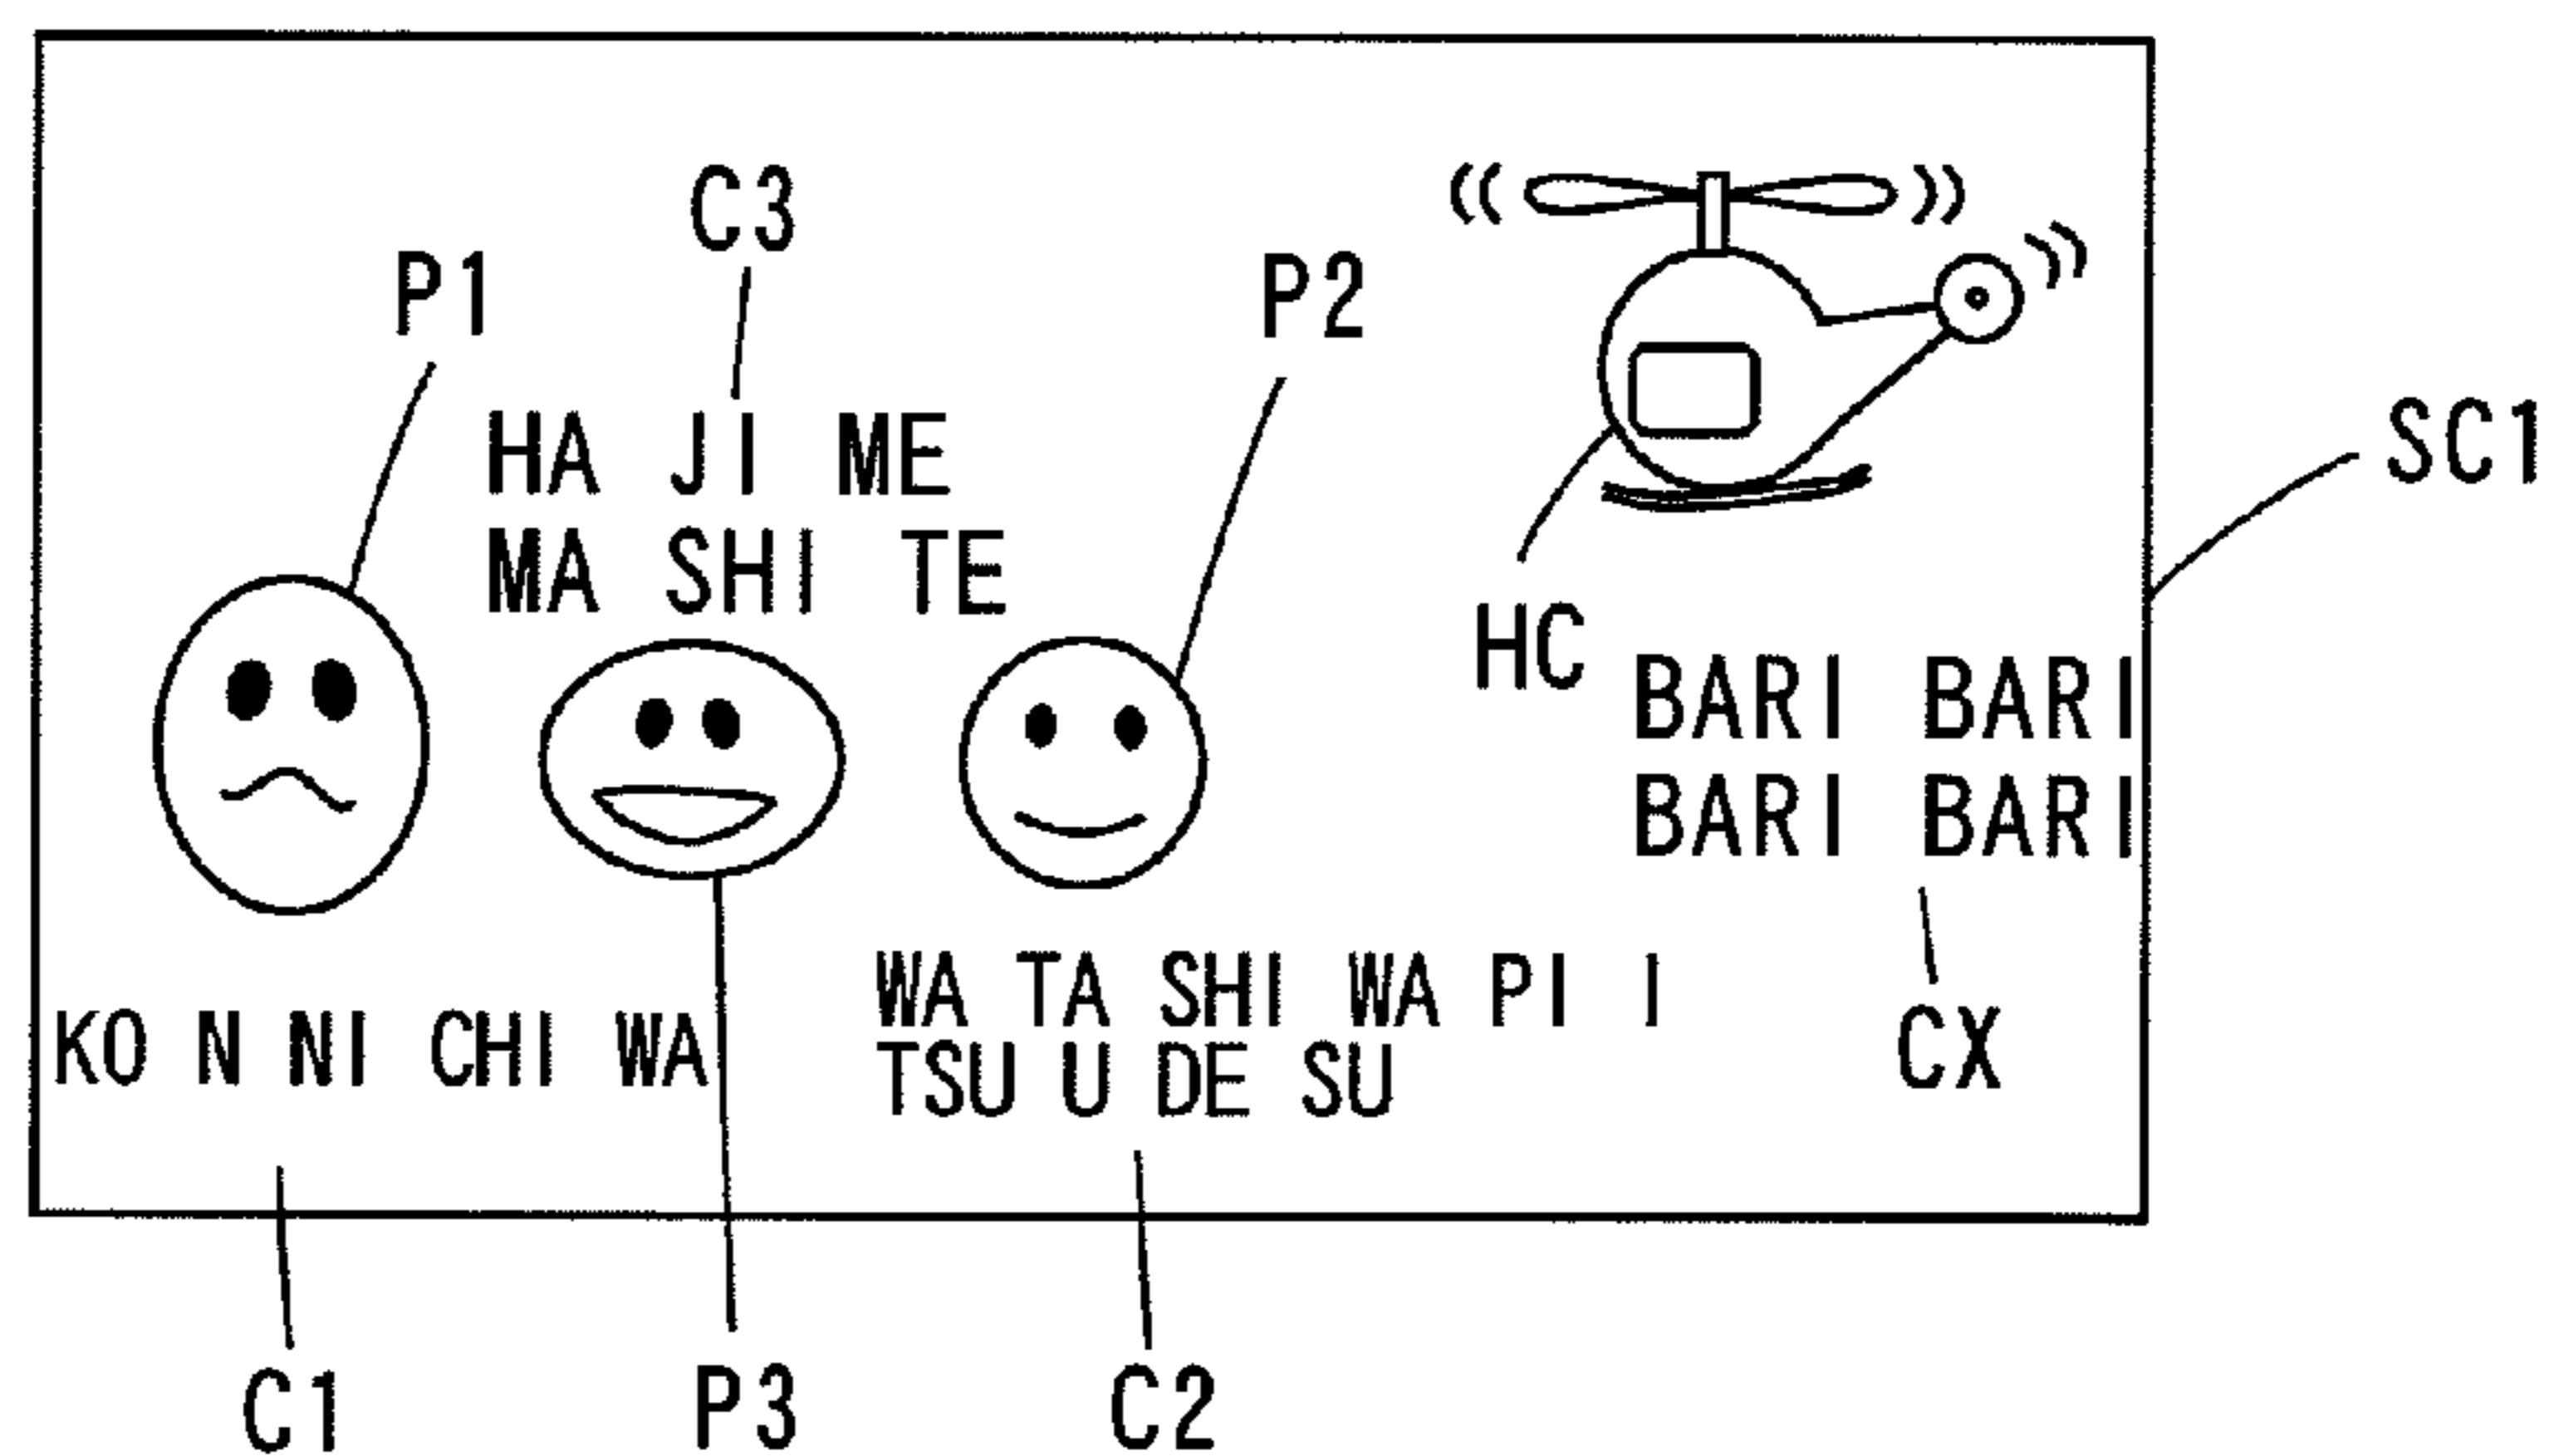 C3
P1
P2
HA JI ME
MA SHI TE
SC1
HC
BARI BARI
BARI BARI
WA TA SHI WA PI I
TSU U DE SU
KO N NI CHI WA
CX
C1
P3
C2